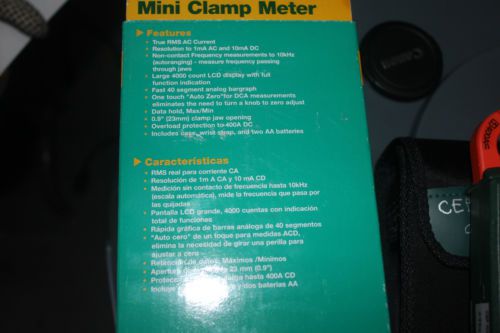 Mini Clamp Meter
Features
True RMS AC Current
Resolution to 1mA AC and 10mA DC
Non-contact Frequency measurements to 10kHz
(autoranging) - measure frequency passing
through jaws
Large 4000 count LCD display with full
function indication
Fast 40 segment analog bargraph
One touch "Auto Zero"for DCA measurements
eliminates the need to turn a knob to zero adjust
Data hold, Max/Min
0.9" (23mm) clamp jaw opening
Overload protection to 400A DC
Includes case, wrist strap, and two AA batteries
Características
RMS real para corriente CA
Resolución de 1m A CA y 10 mA CD
Medición sin contacto de frecuencia hasta 10kHz
(escala automática), mide la frecuencia que pasa por
las quijadas
Pantalla LCD grande, 4000 cuentas con indicación
total de funciones
Rápida gráfica de barras análoga de 40 segmentos
"Auto cero" de un toque para medidas ACD,
elimina la necesidad de girar una perilla para
ajustar a cero
Retención de datos, Máximos /Mínimos
Apertura de 23 mm (0.9")
hasta 400A CD
Incluye y dos baterías AA